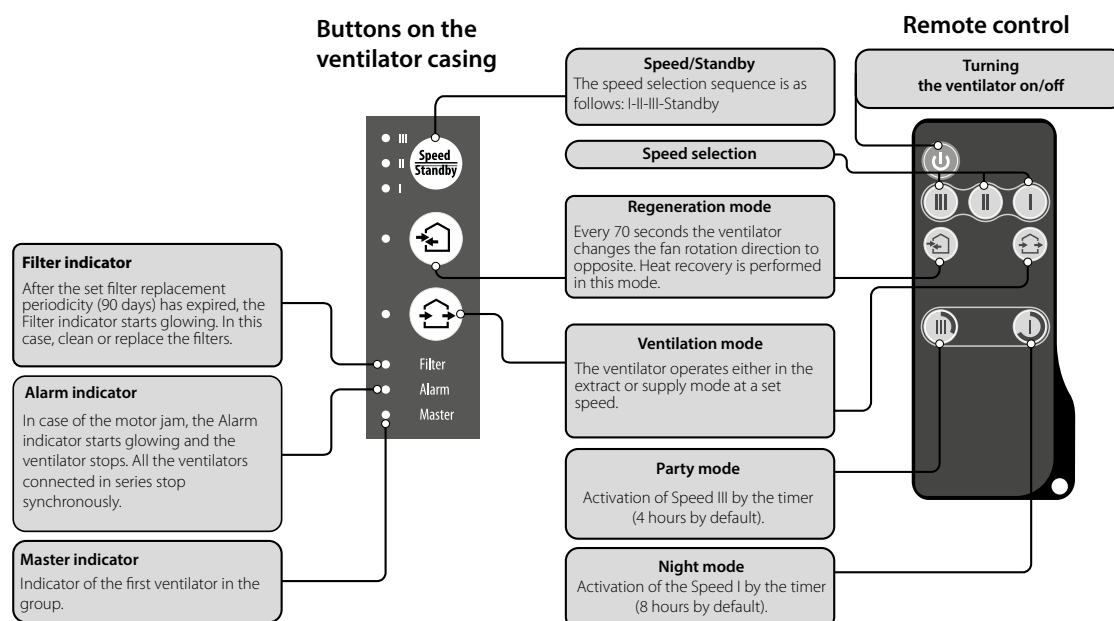 Buttons on the
ventilator casing
Remote control
Speed/Standby
The speed selection sequence is as
follows: I-II-III-Standby
Turning
the ventilator on/off
III
II
I
Speed
Standby
Speed selection
III
II
I
Regeneration mode
Every 70 seconds the ventilator
changes the fan rotation direction to
opposite. Heat recovery is performed
in this mode.
Filter indicator
After the set filter replacement
periodicity (90 days) has expired, the
Filter indicator starts glowing. In this
case, clean or replace the filters.
Filter
Alarm
Master
III
I
Ventilation mode
The ventilator operates either in the
extract or supply mode at a set
speed.
Alarm indicator
In case of the motor jam, the Alarm
indicator starts glowing and the
ventilator stops. All the ventilators
connected in series stop
synchronously.
Party mode
Activation of Speed III by the timer
(4 hours by default).
Master indicator
Indicator of the first ventilator in the
group.
Night mode
Activation of the Speed I by the timer
(8 hours by default).